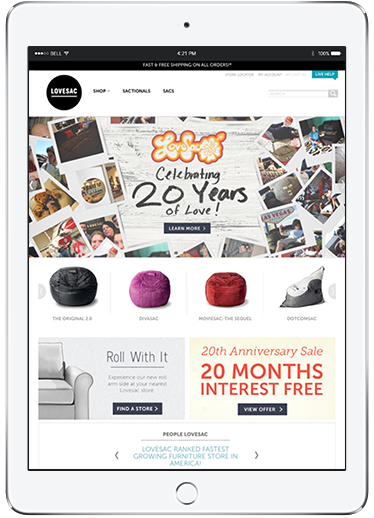 BELL
4:21 PM
100%
FAST & FREE SHIPPING ON ALL ORDERS!*
STORE LOCATOR
MY ACCOUNT
LIVE HELP
LOVESAC
SHOP
SACTIONALS
SACS
SEARCH
LoveSac
Celebrating
20 Years
of Love!
LEARN MORE >
LAS VEGAS
THE ORIGINAL 2.0
DIVASAC
MOVIESAC: THE SEQUEL
DOTCOMSAC
Roll With It
Experience our new roll
arm side at your nearest
Lovesac store.
FIND A STORE >
20th Anniversary Sale
20 MONTHS
INTEREST FREE
VIEW OFFER >
PEOPLE LOVESAC
LOVESAC RANKED FASTEST
GROWING FURNITURE STORE IN
AMERICA!